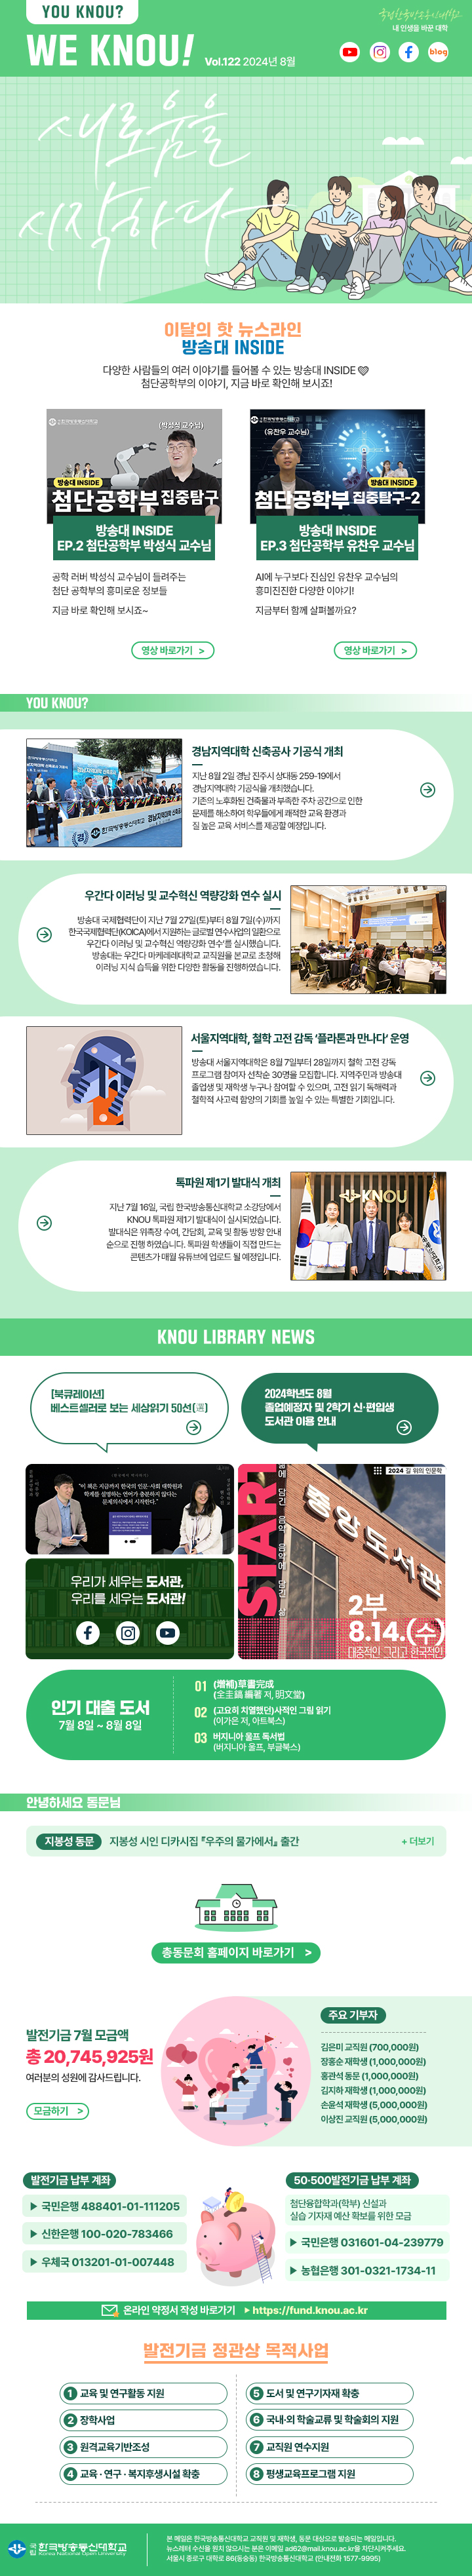 YOU KNOU?
WE KNOU!
Vol.122 2024년 8월
국립한국방송통신대학교
내 인생을 바꾼 대학
blog
새로움을
시작하다
이달의 핫 뉴스라인
방송대 INSIDE
다양한 사람들의 여러 이야기를 들어볼 수 있는 방송대 INSIDE
첨단공학부의 이야기, 지금 바로 확인해 보시죠!
(박성식 교수님)
방송대 INSIDE
첨단공학부 집중탐구
방송대 INSIDE
EP.2 첨단공학부 박성식 교수님
공학 러버 박성식 교수님이 들려주는
첨단 공학부의 흥미로운 정보들
지금 바로 확인해 보시죠~
영상 바로가기 >
(유찬우 교수님)
방송대 INSIDE
첨단공학부 집중탐구-2
방송대 INSIDE
EP.3 첨단공학부 유찬우 교수님
AI에 누구보다 진심인 유찬우 교수님의
흥미진진한 다양한 이야기!
지금부터 함께 살펴볼까요?
영상 바로가기 >
YOU KNOU?
경남지역대학 신축공사 기공식 개최
지난 8월 2일 경남 진주시 상대동 259-19에서
경남지역대학 기공식을 개최했습니다.
기존의 노후화된 건축물과 부족한 주차 공간으로 인한
문제를 해소하여 학우들에게 쾌적한 교육 환경과
질 높은 교육 서비스를 제공할 예정입니다.
우간다 이러닝 및 교수혁신 역량강화 연수 실시
방송대 국제협력단이 지난 7월 27일(토)부터 8월 7일(수)까지
한국국제협력단(KOICA)에서 지원하는 글로벌 연수사업의 일환으로
우간다 이러닝 및 교수혁신 역량강화 연수'를 실시했습니다.
방송대는 우간다 마케레레대학교 교직원을 본교로 초청해
이러닝 지식 습득을 위한 다양한 활동을 진행하였습니다.
서울지역대학, 철학 고전 감독 '플라톤과 만나다' 운영
방송대 서울지역대학은 8월 7일부터 28일까지 철학 고전 강독
프로그램 참여자 선착순 30명을 모집합니다. 지역주민과 방송대
졸업생 및 재학생 누구나 참여할 수 있으며, 고전 읽기 독해력과
철학적 사고력 함양의 기회를 높일 수 있는 특별한 기회입니다.
톡파원 제1기 발대식 개최
지난 7월 16일, 국립 한국방송통신대학교 소강당에서
KNOU 톡파원 제1기 발대식이 실시되었습니다.
발대식은 위촉장 수여, 간담회, 교육 및 활동 방향 안내
순으로 진행 하였습니다. 톡파원 학생들이 직접 만드는
콘텐츠가 매월 유튜브에 업로드 될 예정입니다.
KNOU
KNOU LIBRARY NEWS
[북큐레이션]
베스트셀러로 보는 세상읽기 50선(選)
2024학년도 8월
졸업예정자 및 2학기 신·편입생
도서관 이용 안내
"이 책은 지금까지 한국의 인문·사회 대학원과
학계를 설명하는 언어가 충분하지 않다는
문제의식에서 시작한다."
우리가 세우는 도서관,
우리를 세우는 도서관!
2024 길 위의 인문학
START
중앙도서관
2부
8.14.(수)
대중적인 그리고 한국적인
인기 대출 도서
7월 8일 ~ 8월 8일
01 (增補)草書完成
(全圭鎬 編著 저, 明文堂)
02 (고요히 치열했던)사적인 그림 읽기
(이가은 저, 아트북스)
03 버지니아 울프 독서법
(버지니아 울프, 부글북스)
안녕하세요 동문님
지봉성 동문 지봉성 시인 디카시집 『우주의 물가에서』 출간 + 더보기
총동문회 홈페이지 바로가기 >
발전기금 7월 모금액
총 20,745,925원
여러분의 성원에 감사드립니다.
모금하기 >
주요 기부자
김은미 교직원 (700,000원)
장홍순 재학생 (1,000,000원)
홍관석 동문 (1,000,000원)
김지하 재학생 (1,000,000원)
손윤석 재학생 (5,000,000원)
이상진 교직원 (5,000,000원)
발전기금 납부 계좌
▶ 국민은행 488401-01-111205
▶ 신한은행 100-020-783466
▶ 우체국 013201-01-007448
50·500발전기금 납부 계좌
첨단융합학과(학부) 신설과
실습 기자재 예산 확보를 위한 모금
▶ 국민은행 031601-04-239779
▶ 농협은행 301-0321-1734-11
온라인 약정서 작성 바로가기 ▶ https://fund.knou.ac.kr
발전기금 정관상 목적사업
1 교육 및 연구활동 지원
2 장학사업
3 원격교육기반조성
4 교육 · 연구 · 복지후생시설 확충
5 도서 및 연구기자재 확충
6 국내·외 학술교류 및 학술회의 지원
7 교직원 연수지원
8 평생교육프로그램 지원
국립 한국방송통신대학교
Korea National Open University
본 메일은 한국방송통신대학교 교직원 및 재학생, 동문 대상으로 발송되는 메일입니다.
뉴스레터 수신을 원치 않으시는 분은 이메일 ad62@mail.knou.ac.kr을 차단시켜주세요.
서울시 종로구 대학로 86(동숭동) 한국방송통신대학교 (안내전화 1577-9995)